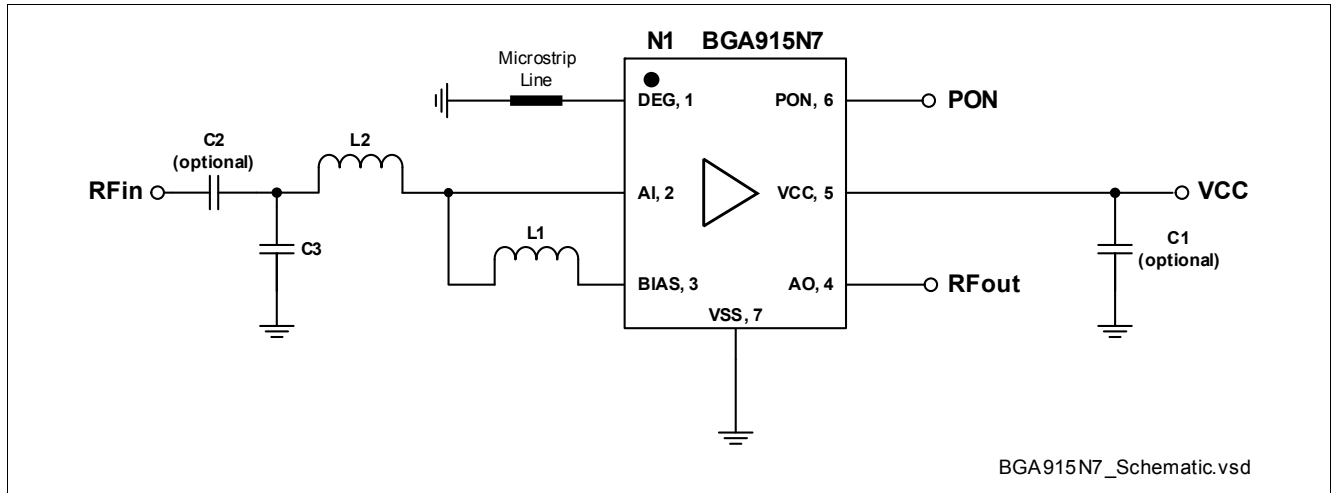 N1 BGA915N7
Microstrip
Line
DEG, 1
PON, 6
PON
C2
(optional)
L2
RFin
AI, 2
VCC, 5
VCC
C3
L1
C1
(optional)
BIAS, 3
AO, 4
RFout
VSS, 7
BGA915N7_Schematic.vsd